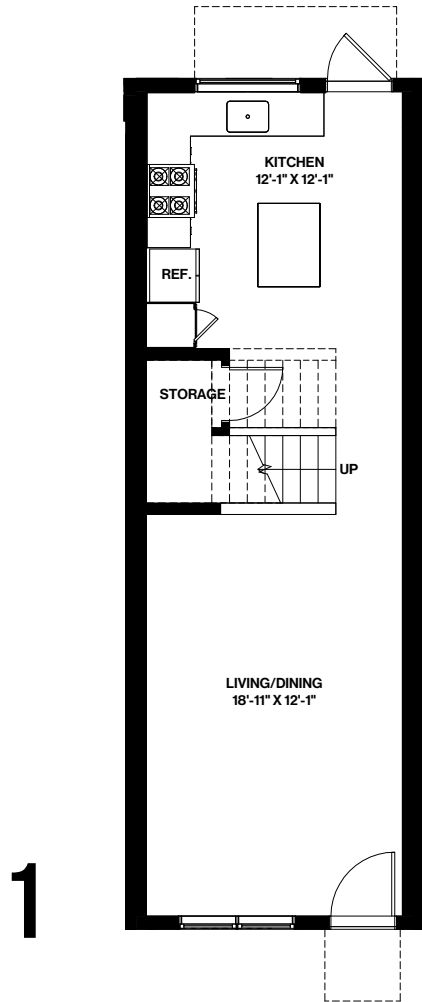 KITCHEN
12'-1" X 12'-1"
REF.
STORAGE
UP
LIVING/DINING
18'-11" X 12'-1"
1